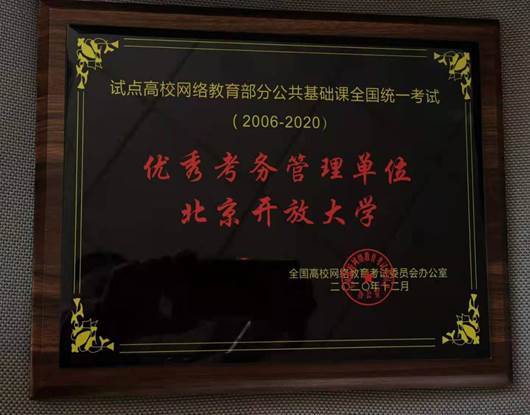 试点高校网络教育部分公共基础课全国统一考试
（2006-2020）
优秀考务管理单位
北京开放大学
全国高校网络教育考试委员会办公室
二〇二〇年十二月
办公室